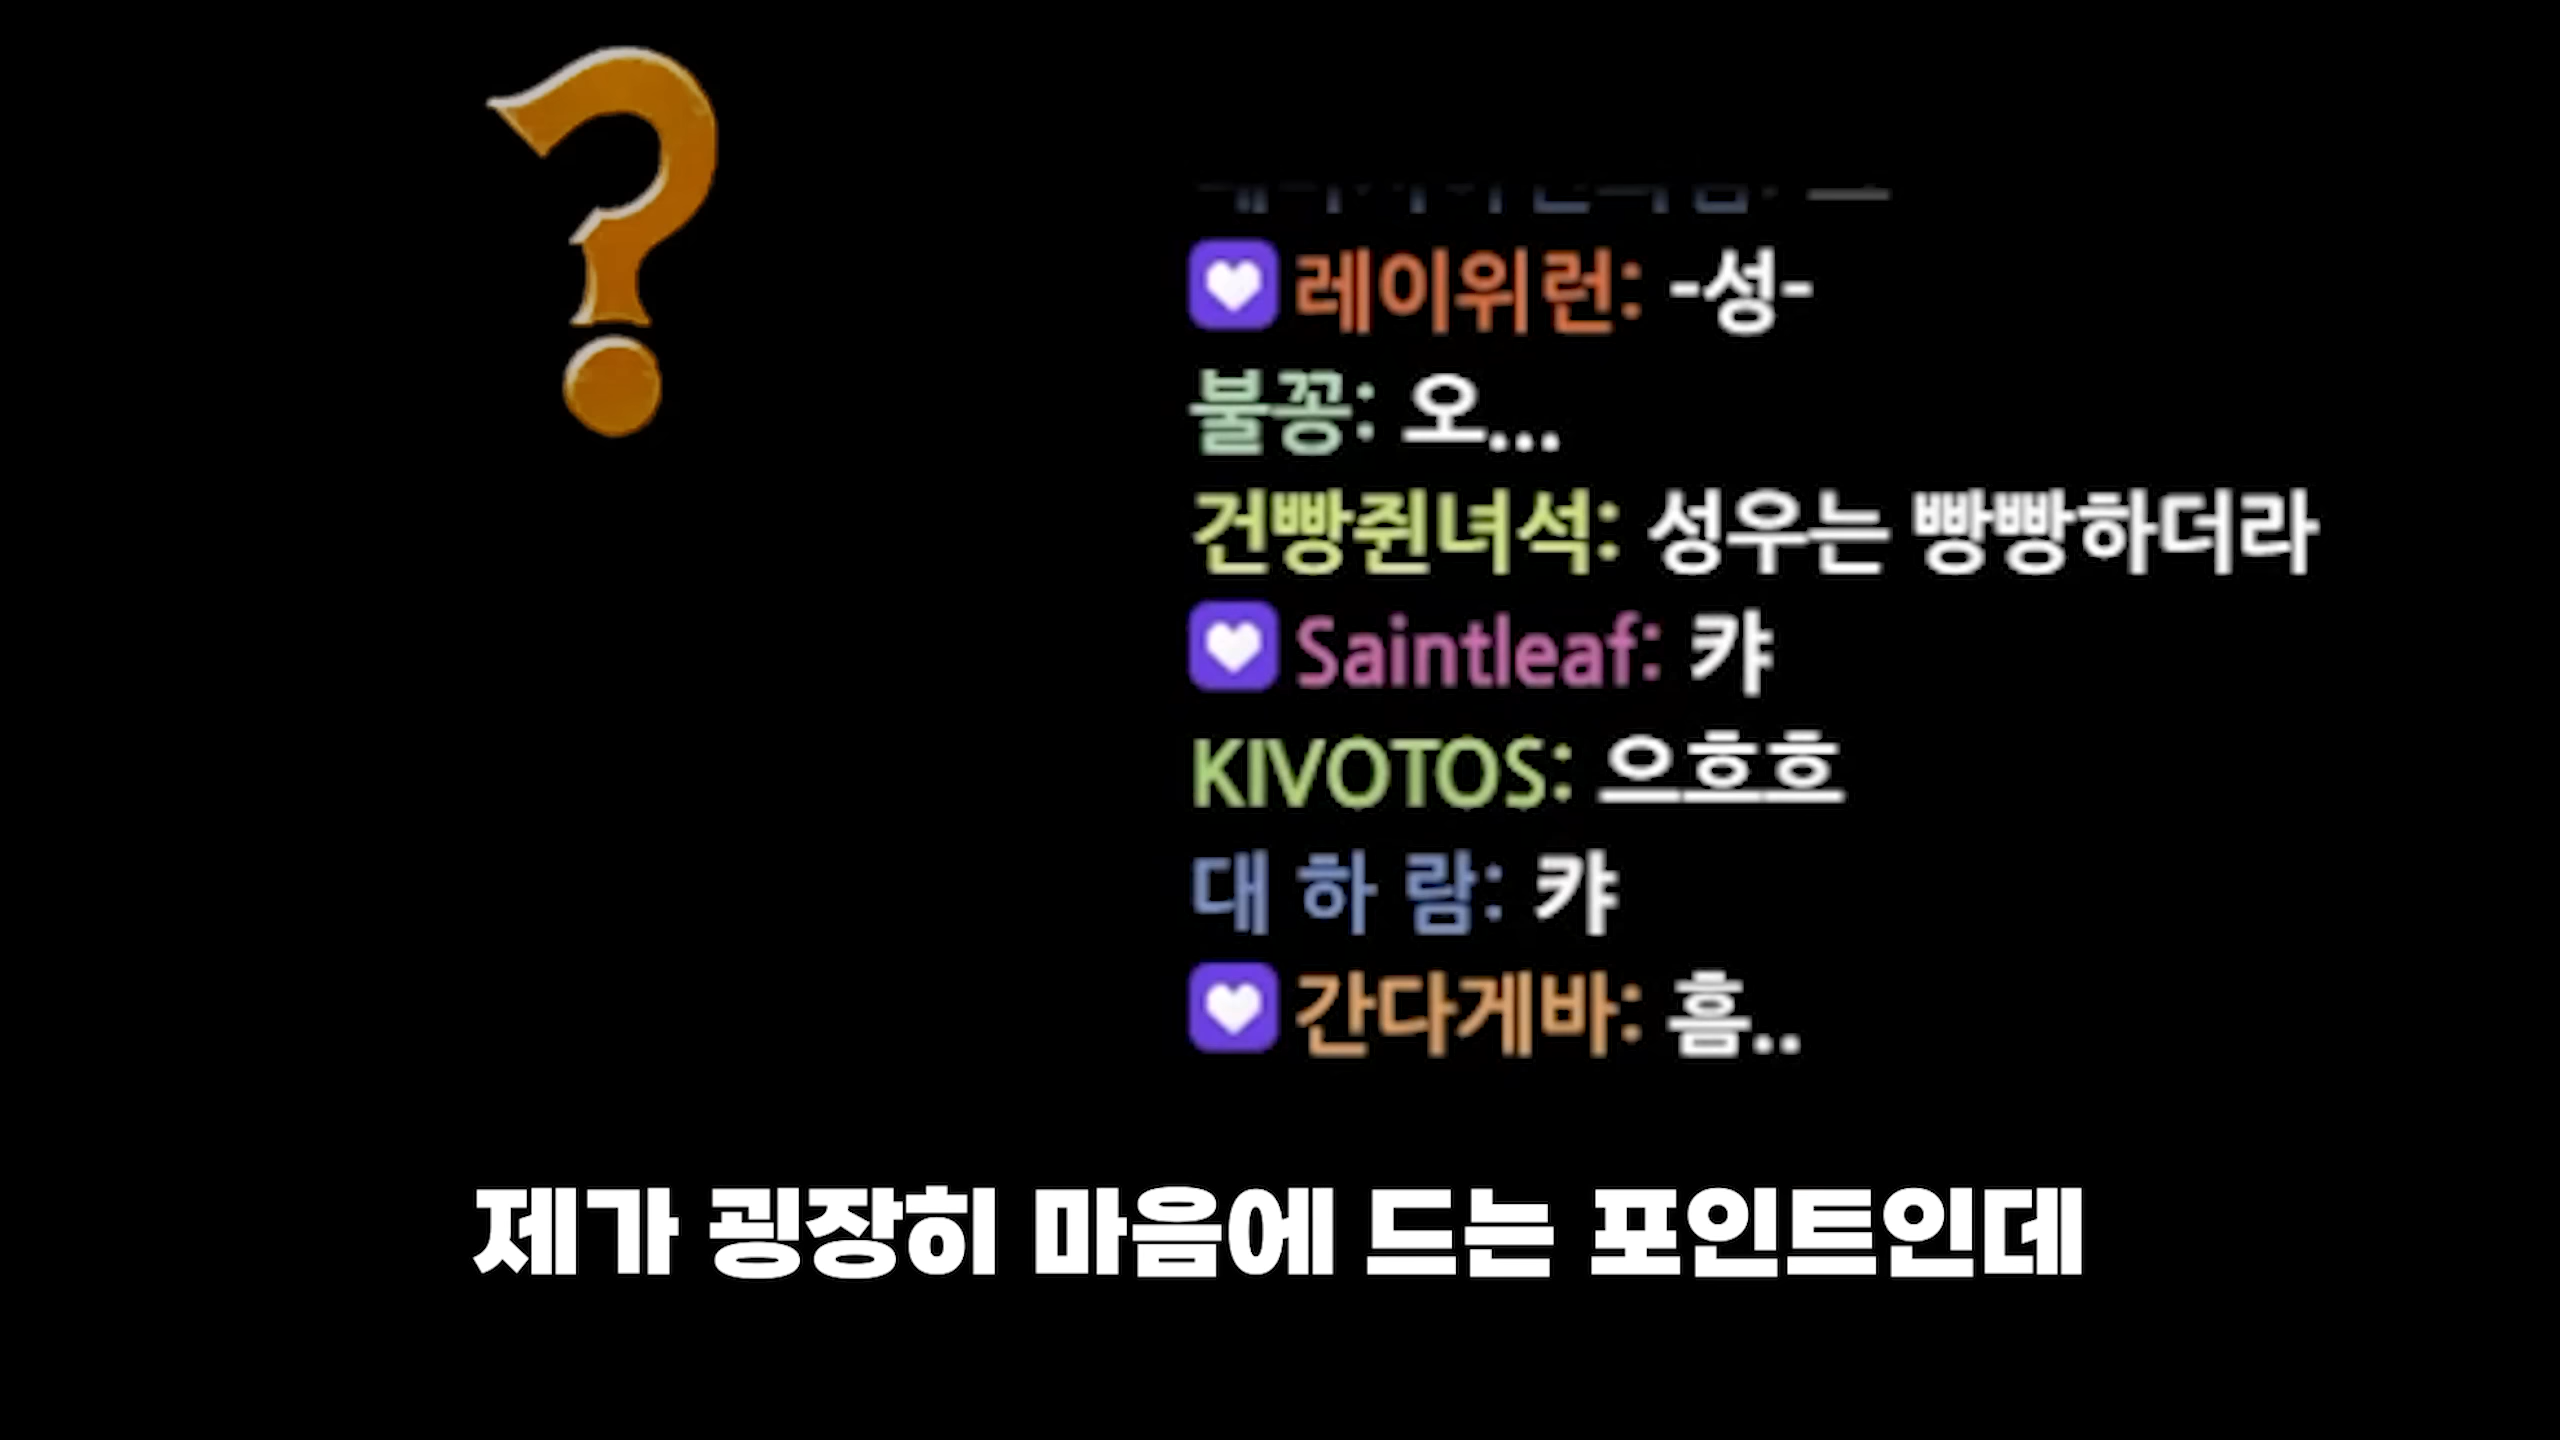 ?
레이위런: -성-
불꽁: 오...
건빵쥔녀석: 성우는 빵빵하더라
Saintleaf: 캬
KIVOTOS: 으흐흐
대 하 람: 캬
간다게바: 흠..
제가 굉장히 마음에 드는 포인트인데